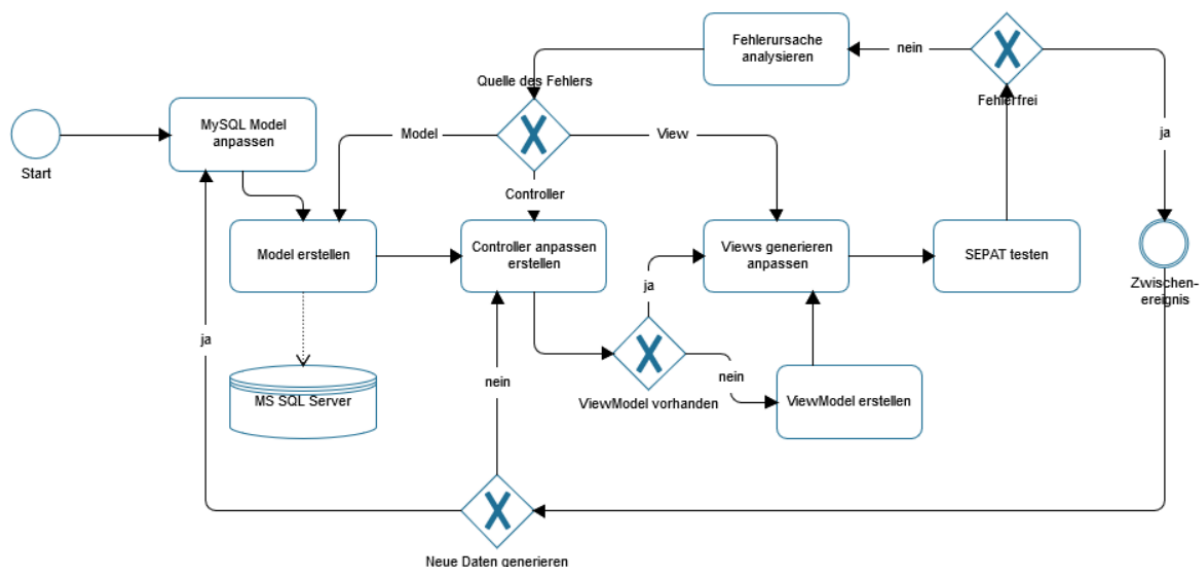 Fehlerursache
analysieren
nein
Fehlerfrei
ja
Quelle des Fehlers
Model
View
Controller
MySQL Model
anpassen
Start
Model erstellen
Controller anpassen
erstellen
Views generieren
anpassen
SEPAT testen
Zwischen-
ereignis
ja
ja
nein
nein
MS SQL Server
ViewModel vorhanden
ViewModel erstellen
Neue Daten generieren